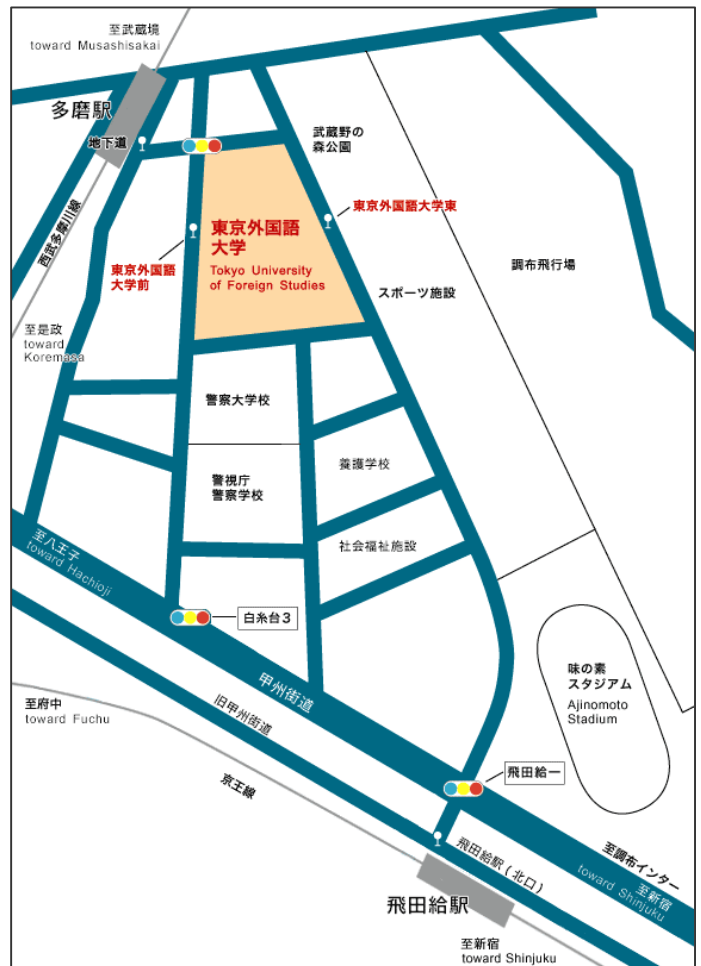 至武蔵境
toward Musashisakai
多磨駅
地下道
武蔵野の
森公園
東京外国語大学東
西武多摩川線
東京外国語
大学
Tokyo University
of Foreign Studies
東京外国語
大学前
調布飛行場
スポーツ施設
至是政
toward
Koremasa
警察大学校
養護学校
警視庁
警察学校
社会福祉施設
至八王子
toward Hachioji
白糸台3
味の素
スタジアム
Ajinomoto
Stadium
甲州街道
至府中
toward Fuchu
旧甲州街道
飛田給一
京王線
飛田給駅(北口)
至調布インター
toward Shinjuku
至新宿
飛田給駅
至新宿
toward Shinjuku